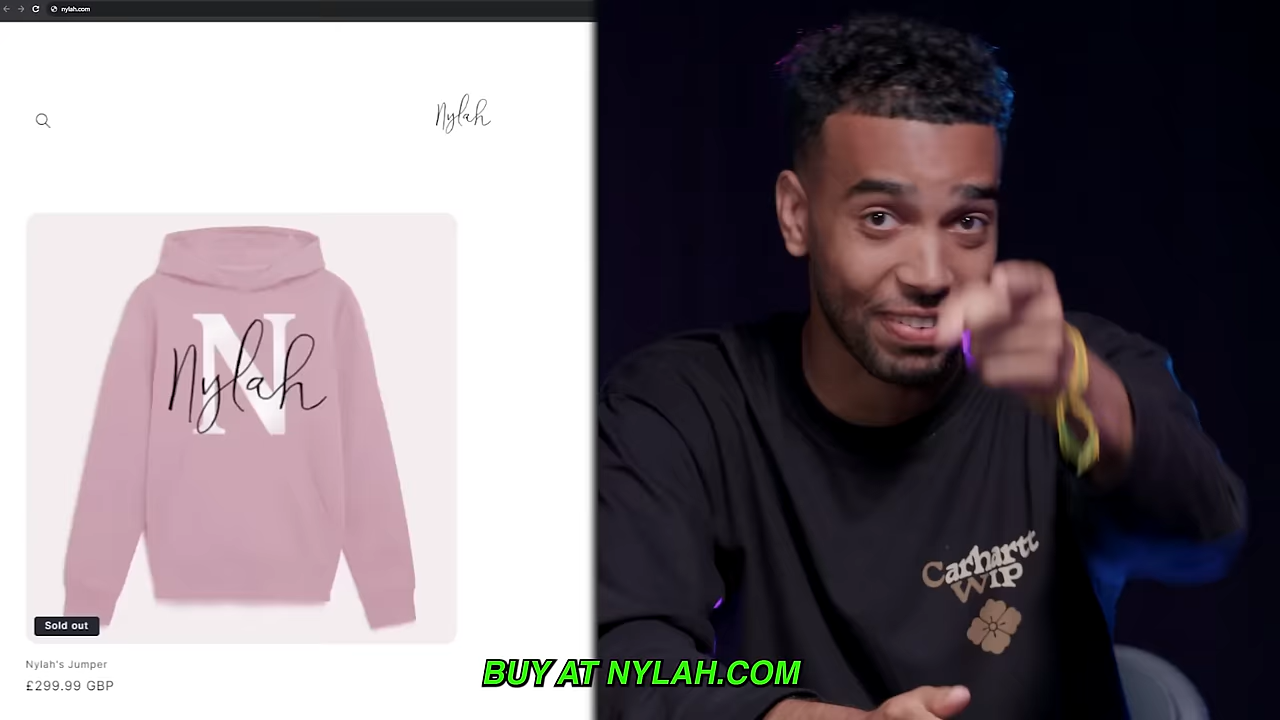 nylah.com
Nylah
N
Nylah
Sold out
Nylah's Jumper
£299.99 GBP
Carhartt
WIP
BUY AT NYLAH.COM